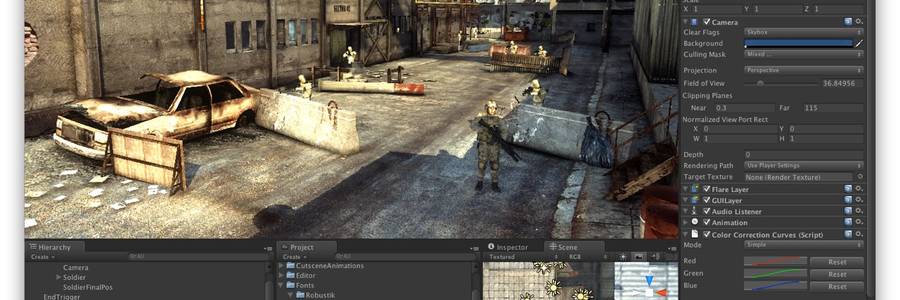 Scale
X 1 Y 1 Z 1
Camera
Clear Flags Skybox
Background
Culling Mask Mixed ...
Projection Perspective
Field of View 36.84956
Clipping Planes
Near 0.3 Far 115
Normalized View Port Rect
X 0 Y 0
W 1 H 1
Depth 0
Rendering Path Use Player Settings
Target Texture None (Render Texture)
Flare Layer
GUILayer
Audio Listener
Animation
Color Correction Curves (Script)
Mode Simple
Red Reset
Green Reset
Blue Reset
Hierarchy
Create All
Camera
Soldier
SoldierFinalPos
EndTrigger
Project
Create All
CutsceneAnimations
Editor
Fonts
Robustik
Inspector Scene
Textured RGB